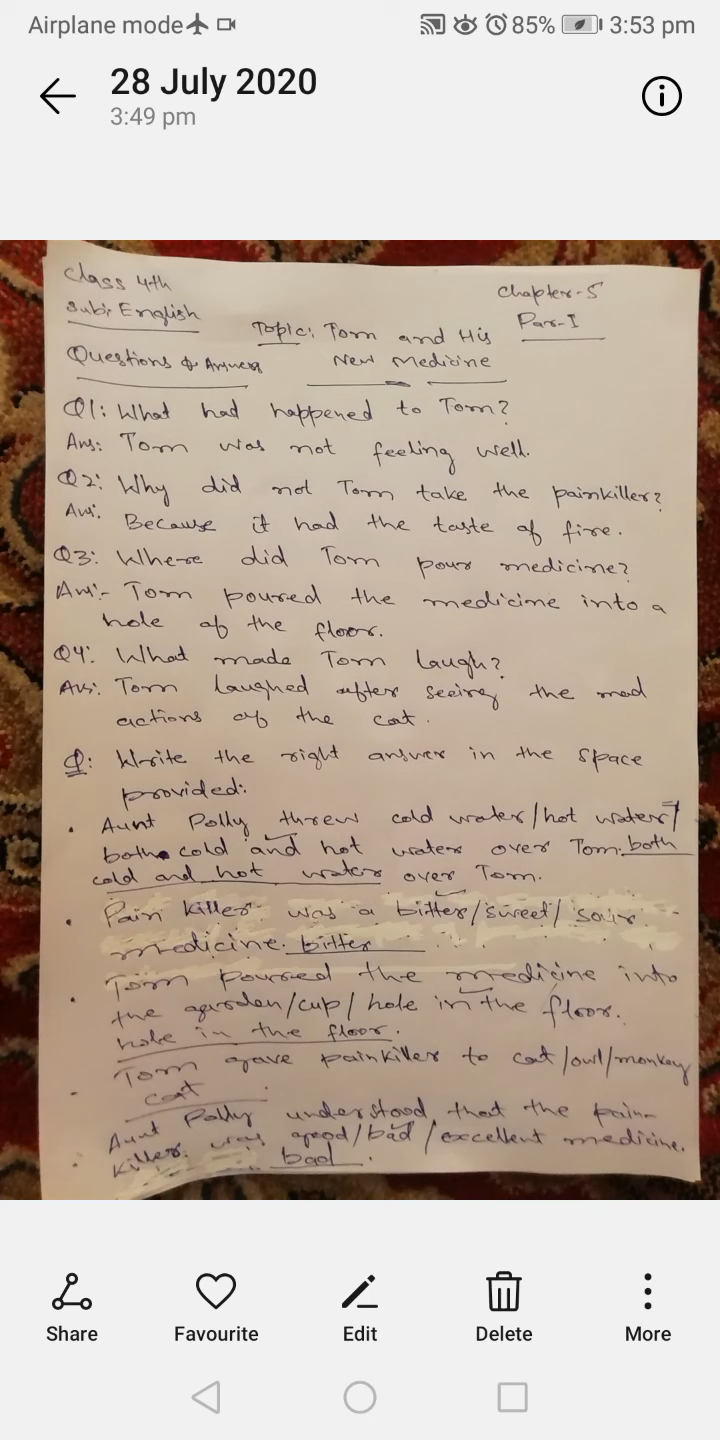 Airplane mode 85% 3:53 pm
28 July 2020
3:49 pm
Class 4th
Chapter-5
Sub: English
Par-I
Topic: Tom and His
Questions & Answers New Medicine
Q1: What had happened to Tom?
Ans: Tom was not feeling well.
Q2: Why did not Tom take the painkiller?
Ans: Because it had the taste of fire.
Q3: Where did Tom pour medicine?
Ans:- Tom poured the medicine into a
hole of the floor.
Q4: What made Tom laugh?
Ans: Tom laughed after seeing the mad
actions of the cat.
Q: Write the right answer in the space
provided:
• Aunt Polly threw cold water/hot water/
both cold and hot water over Tom. both
cold and hot water over Tom.
• Pain killer was a bitter/sweet/sour
medicine. bitter
• Tom poured the medicine into
the garden/cup/hole in the floor.
hole in the floor.
- Tom gave painkiller to cat/owl/monkey
cat
• Aunt Polly understood that the pain-
killer was good/bad/excellent medicine.
bad.
Share Favourite Edit Delete More